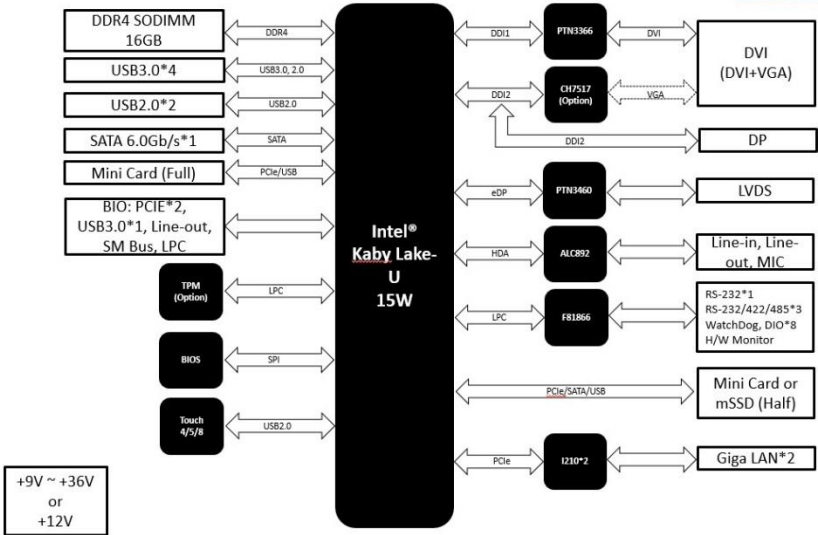 DDR4 SODIMM
16GB
DDR4
USB3.0*4
USB3.0, 2.0
USB2.0*2
USB2.0
SATA 6.0Gb/s*1
SATA
Mini Card (Full)
PCIe/USB
BIO: PCIE*2,
USB3.0*1, Line-out,
SM Bus, LPC
TPM
(Option)
LPC
BIOS
SPI
Touch
4/5/8
USB2.0
+9V ~ +36V
or
+12V
Intel®
Kaby Lake-
U
15W
DDI1
PTN3366
DVI
DVI
(DVI+VGA)
DDI2
CH7517
(Option)
VGA
DDI2
DP
eDP
PTN3460
LVDS
HDA
ALC892
Line-in, Line-
out, MIC
LPC
F81866
RS-232*1
RS-232/422/485*3
WatchDog, DIO*8
H/W Monitor
PCIe/SATA/USB
Mini Card or
mSSD (Half)
PCIe
I210*2
Giga LAN*2